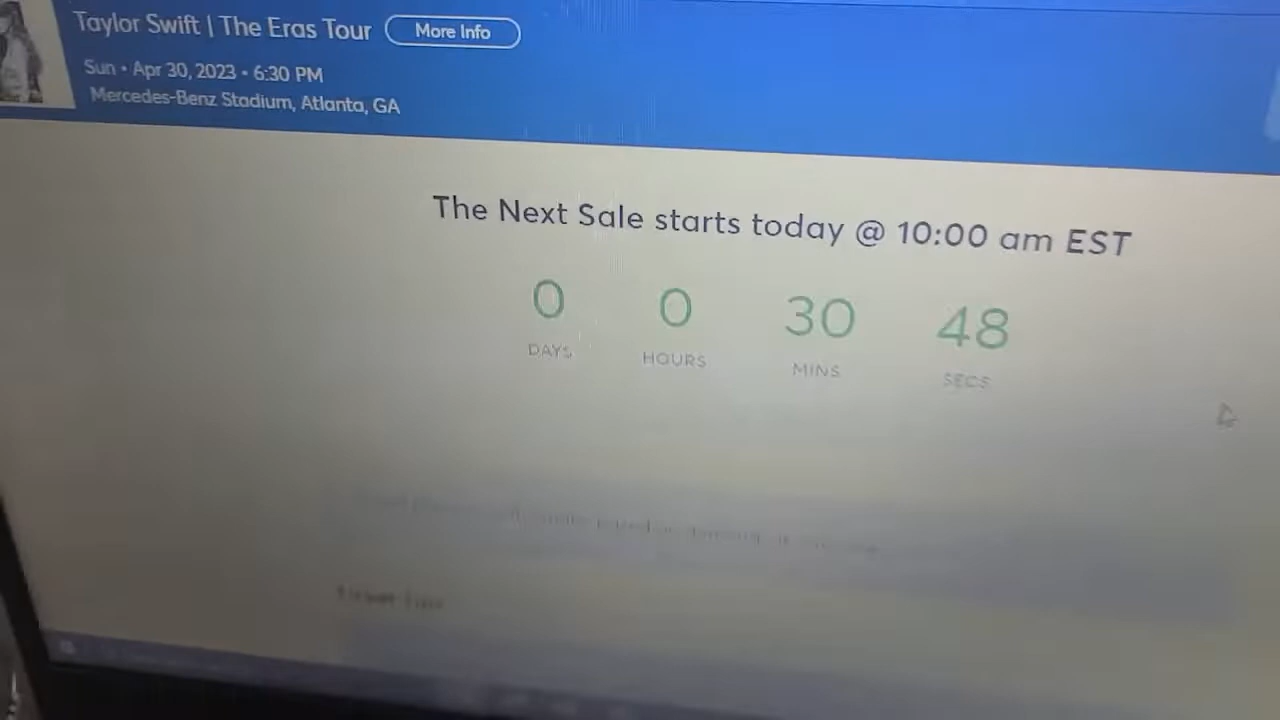 Taylor Swift | The Eras Tour
More Info
Sun • Apr 30, 2023 • 6:30 PM
Mercedes-Benz Stadium, Atlanta, GA
The Next Sale starts today @ 10:00 am EST
0 0 30 48
DAYS HOURS MINS SECS